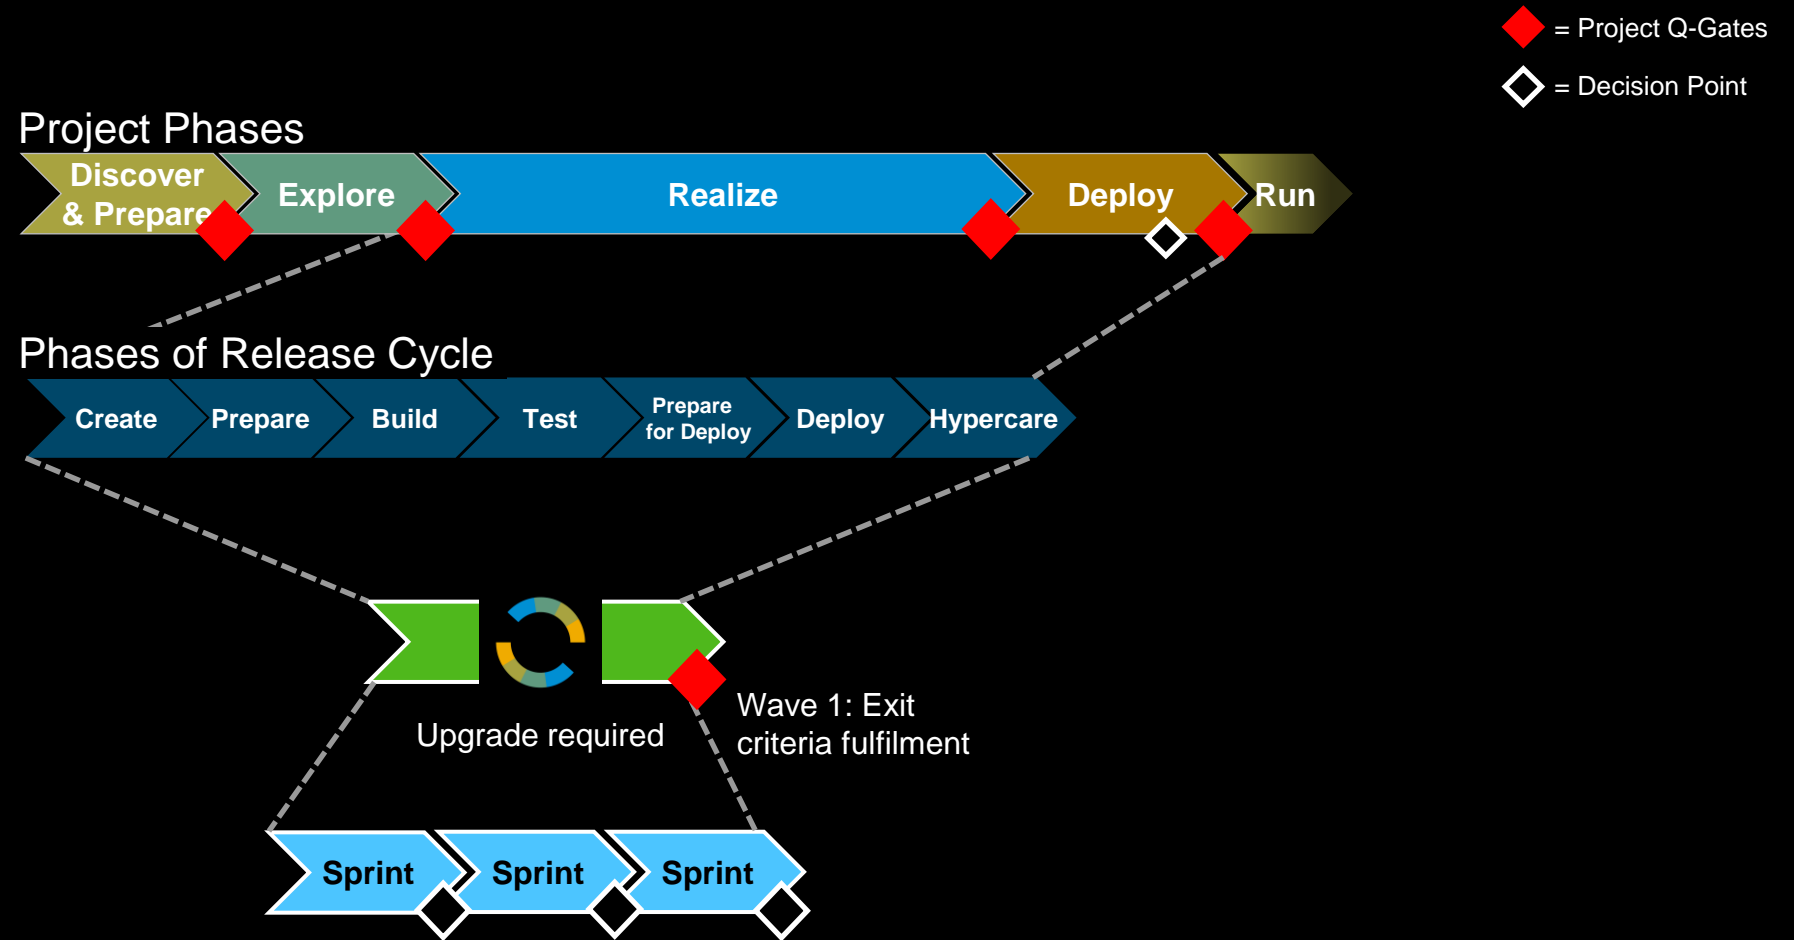 = Project Q-Gates
= Decision Point
Project Phases
Discover
& Prepare
Explore
Realize
Deploy
Run
Phases of Release Cycle
Create
Prepare
Build
Test
Prepare
for Deploy
Deploy
Hypercare
Upgrade required
Wave 1: Exit
criteria fulfilment
Sprint
Sprint
Sprint